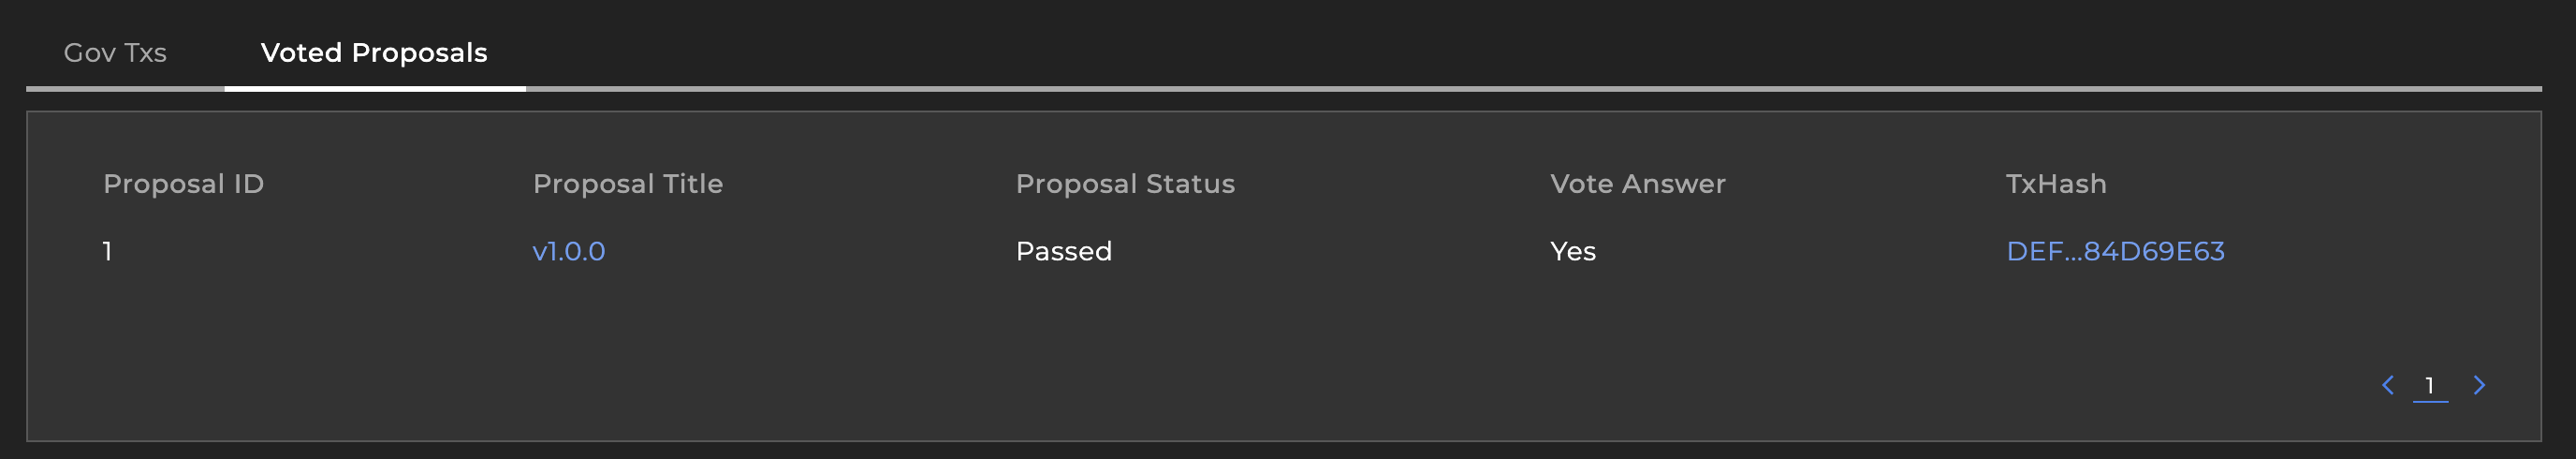 Gov Txs Voted Proposals
Proposal ID Proposal Title Proposal Status Vote Answer TxHash
1 v1.0.0 Passed Yes DEF...84D69E63
1